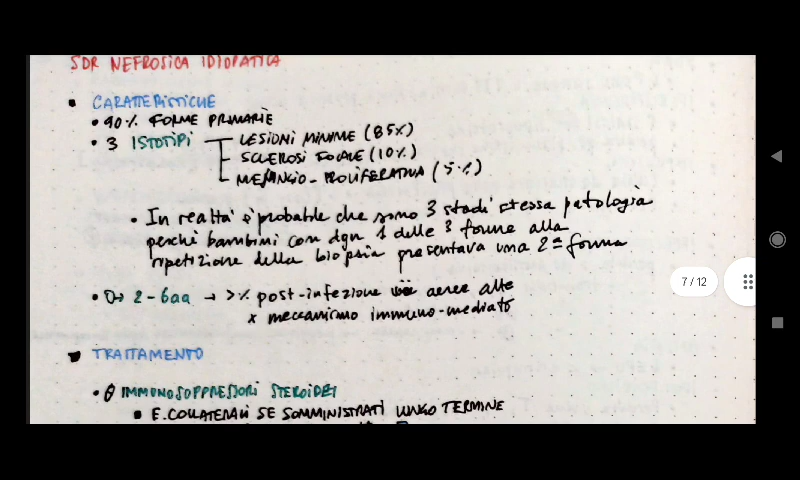 SDR NEFROSICA IDIOPATICA
CARATTERISTICHE
• 90% FORME PRIMARIE
• 3 ISTOTIPI LESIONI MINIME (85%)
SCLEROSI FOCALE (10%)
MESANGIO-PROLIFERATIVA (5%)
• In realtà è probabile che sono 3 stadi stessa patologia
perchè bambini con dgn 1 delle 3 forme alla
ripetizione della biopsia presentava una 2ª forma
2-6aa → >% post-infezione vie aeree alte
x meccanismo immuno-mediato
7/12
TRATTAMENTO
• θ IMMUNOSOPPRESSORI STEROIDEI
E. COLLATERALI SE SOMMINISTRATI LUNGO TERMINE